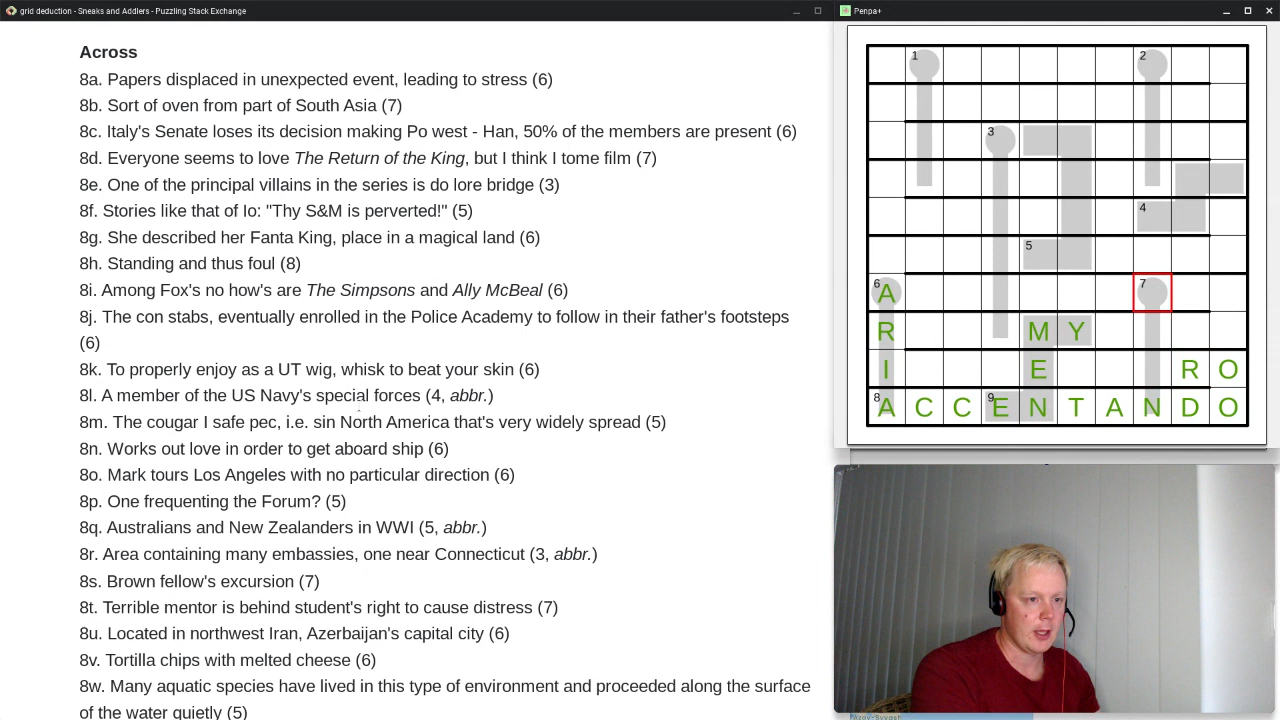 grid deduction - Sneaks and Addlers - Puzzling Stack Exchange
Penpa+
Across
8a. Papers displaced in unexpected event, leading to stress (6)
8b. Sort of oven from part of South Asia (7)
8c. Italy's Senate loses its decision making Po west - Han, 50% of the members are present (6)
8d. Everyone seems to love The Return of the King, but I think I tome film (7)
8e. One of the principal villains in the series is do lore bridge (3)
8f. Stories like that of Io: "Thy S&M is perverted!" (5)
8g. She described her Fanta King, place in a magical land (6)
8h. Standing and thus foul (8)
8i. Among Fox's no how's are The Simpsons and Ally McBeal (6)
8j. The con stabs, eventually enrolled in the Police Academy to follow in their father's footsteps
(6)
8k. To properly enjoy as a UT wig, whisk to beat your skin (6)
8l. A member of the US Navy's special forces (4, abbr.)
8m. The cougar I safe pec, i.e. sin North America that's very widely spread (5)
8n. Works out love in order to get aboard ship (6)
8o. Mark tours Los Angeles with no particular direction (6)
8p. One frequenting the Forum? (5)
8q. Australians and New Zealanders in WWI (5, abbr.)
8r. Area containing many embassies, one near Connecticut (3, abbr.)
8s. Brown fellow's excursion (7)
8t. Terrible mentor is behind student's right to cause distress (7)
8u. Located in northwest Iran, Azerbaijan's capital city (6)
8v. Tortilla chips with melted cheese (6)
8w. Many aquatic species have lived in this type of environment and proceeded along the surface
of the water quietly (5)
1 2
3
4
5
6 A 7
R M Y
I E R O
8 A C C 9 E N T A N D O